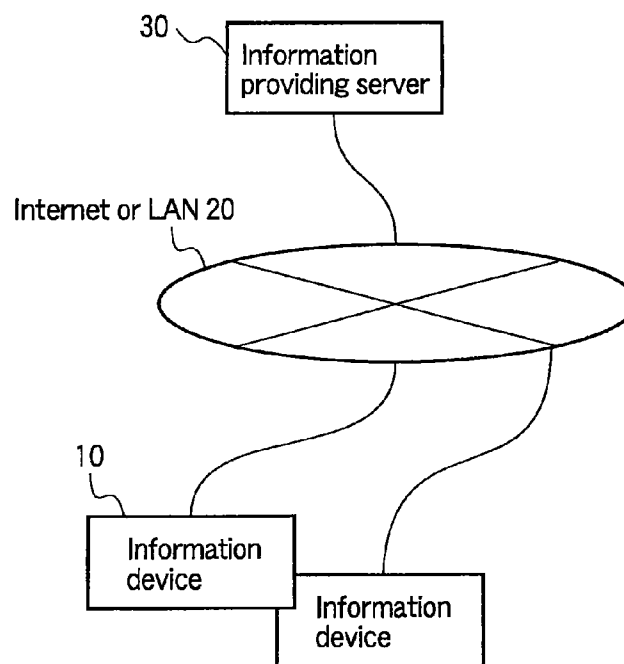 30
Information
providing server
Internet or LAN 20
10
Information
device
Information
device